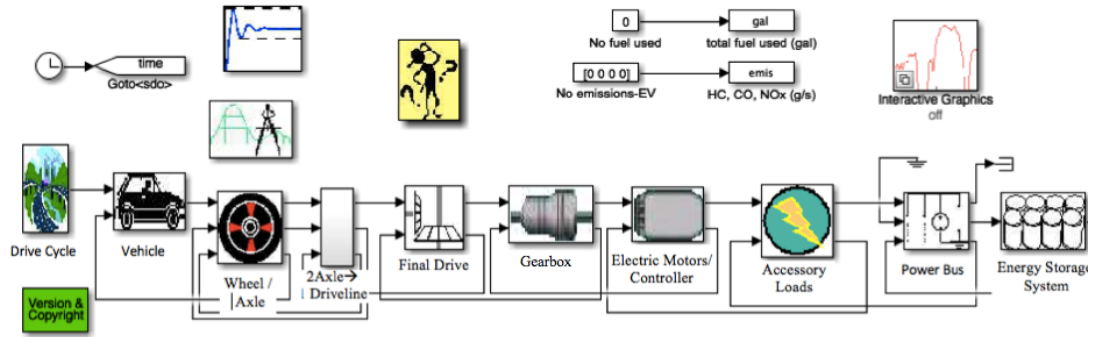 0
gal
No fuel used
total fuel used (gal)
time
Goto<sdo>
[0 0 0 0]
emis
No emissions-EV
HC, CO, NOx (g/s)
Interactive Graphics
off
Drive Cycle
Vehicle
Wheel /
Axle
2Axle→
1 Driveline
Final Drive
Gearbox
Electric Motors/
Controller
Accessory
Loads
Power Bus
Energy Storage
System
Version &
Copyright